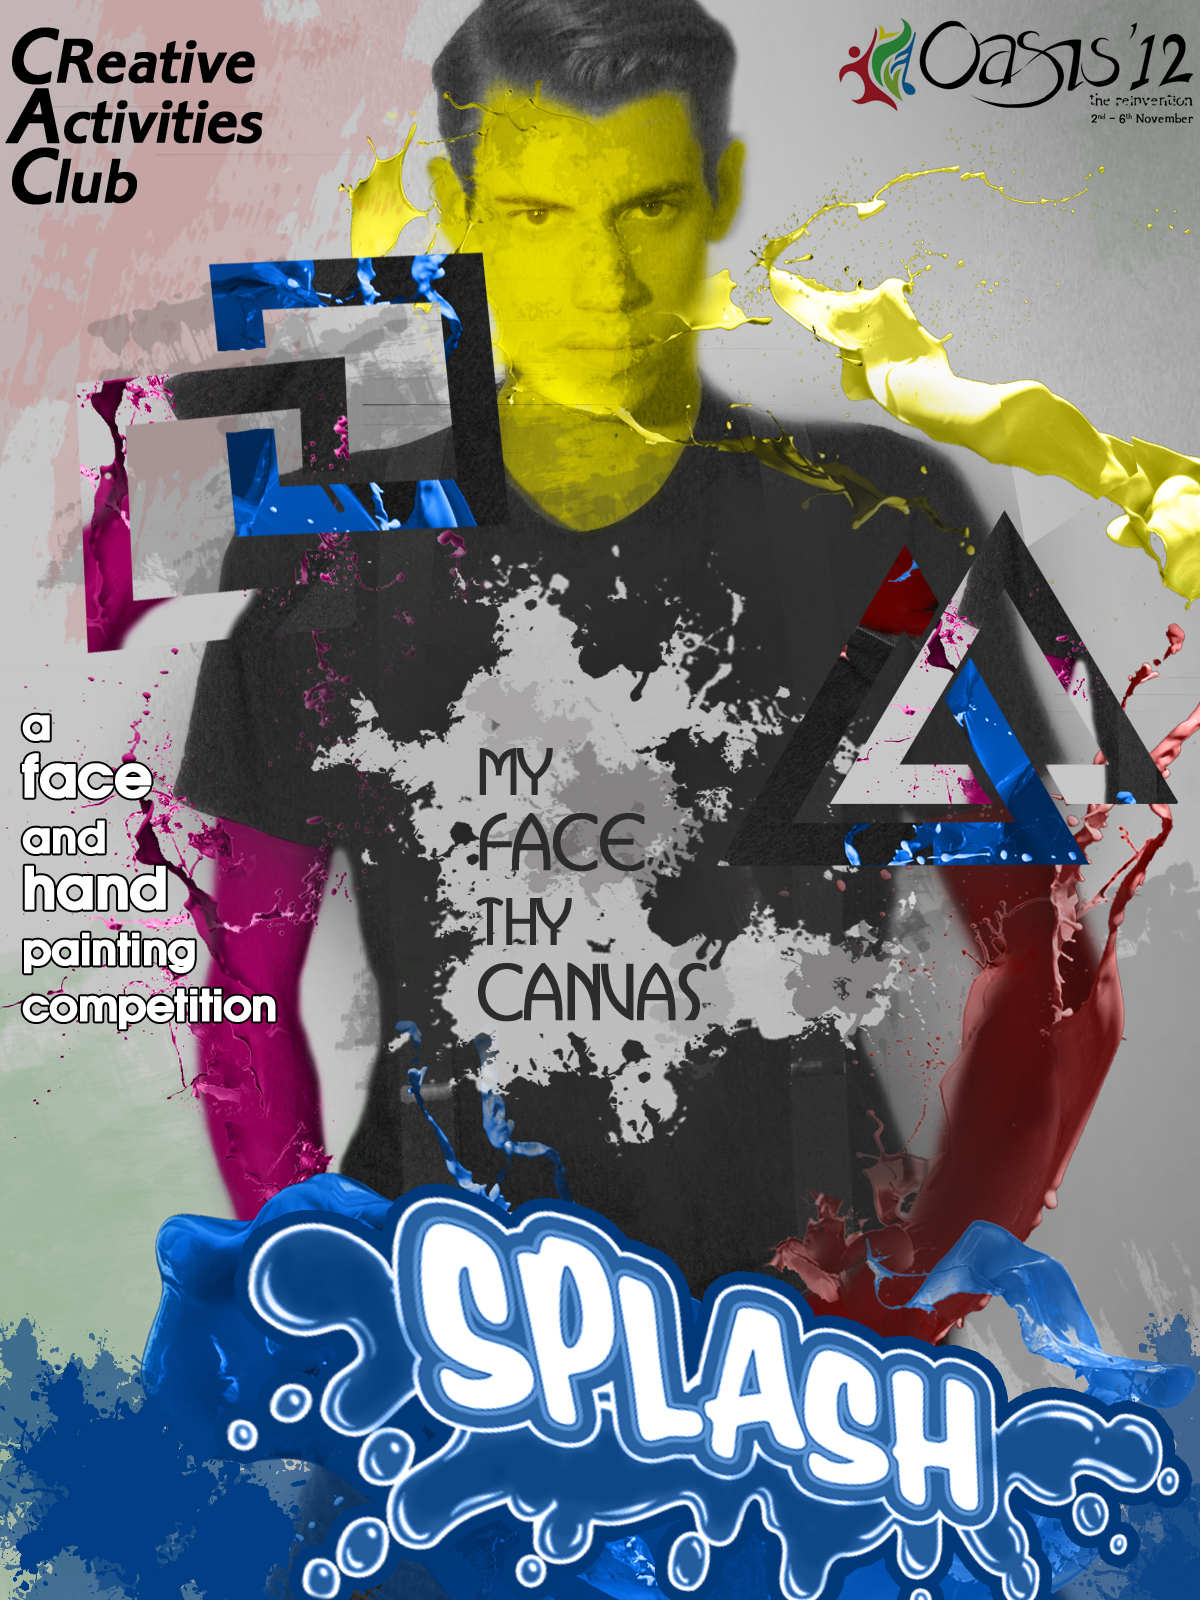 CReative
Activities
Club
Oasis'12
the reinvention
2nd - 6th November
a
face
and
hand
painting
competition
MY
FACE
THY
CANVAS
SPLASH